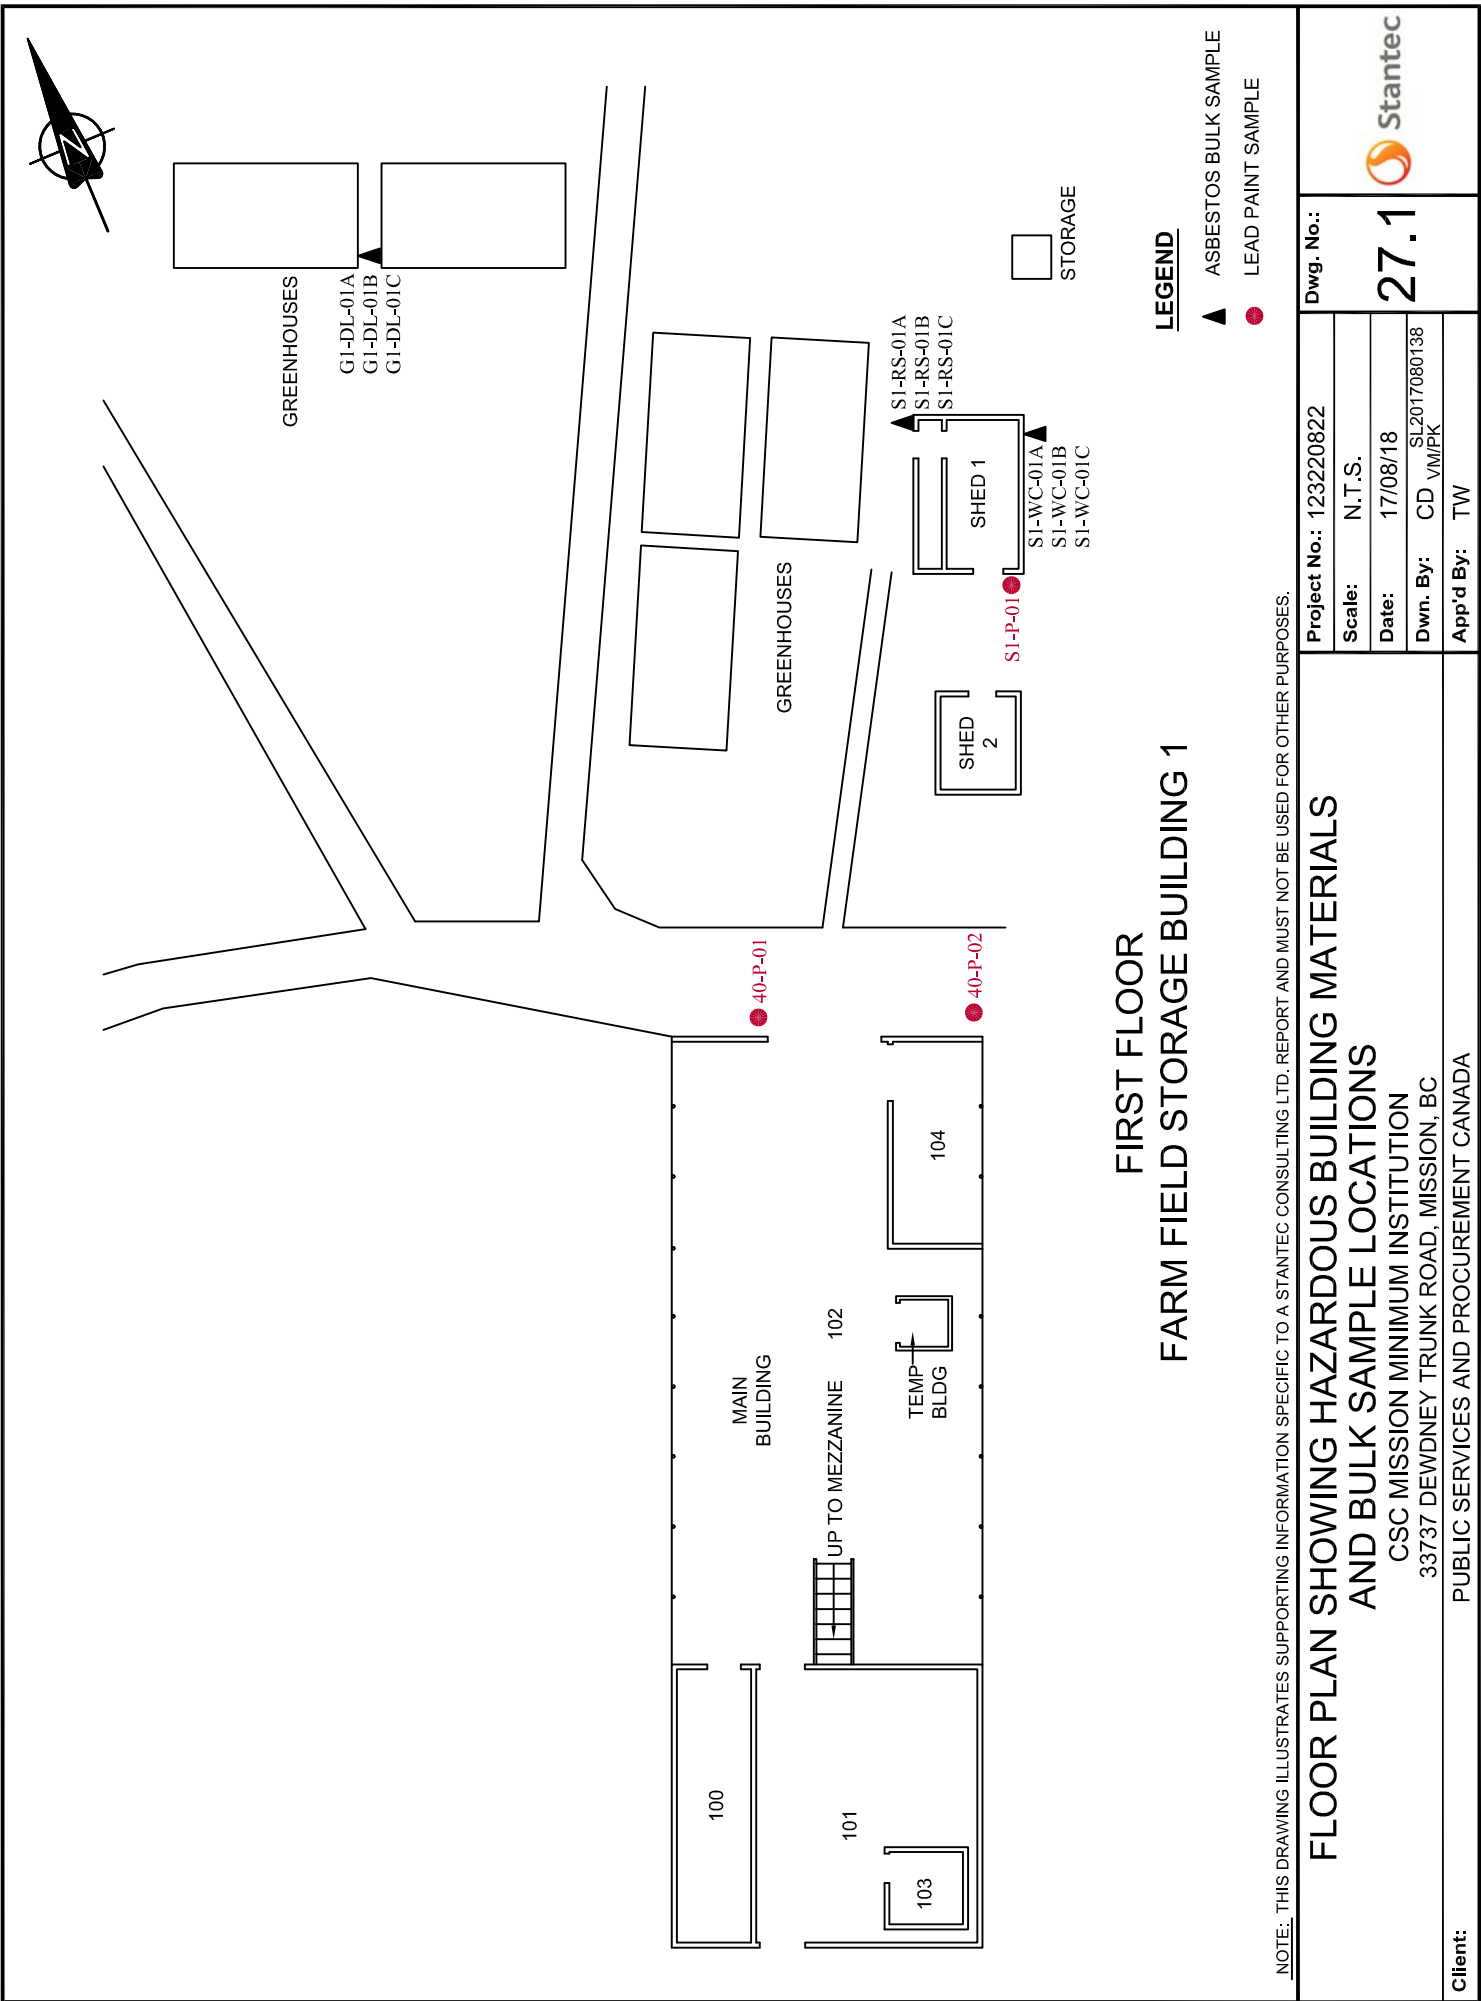 GREENHOUSES
G1-DL-01A
G1-DL-01B
G1-DL-01C
GREENHOUSES
S1-RS-01A
S1-RS-01B
S1-RS-01C
STORAGE
SHED 1
S1-WC-01A
S1-WC-01B
S1-WC-01C
S1-P-01
SHED
2
40-P-01
40-P-02
MAIN
BUILDING
102
104
UP TO MEZZANINE
TEMP
BLDG
100
101
103
N
LEGEND
ASBESTOS BULK SAMPLE
LEAD PAINT SAMPLE
FIRST FLOOR
FARM FIELD STORAGE BUILDING 1
NOTE: THIS DRAWING ILLUSTRATES SUPPORTING INFORMATION SPECIFIC TO A STANTEC CONSULTING LTD. REPORT AND MUST NOT BE USED FOR OTHER PURPOSES.
FLOOR PLAN SHOWING HAZARDOUS BUILDING MATERIALS
AND BULK SAMPLE LOCATIONS
CSC MISSION MINIMUM INSTITUTION
33737 DEWDNEY TRUNK ROAD, MISSION, BC
Client: PUBLIC SERVICES AND PROCUREMENT CANADA
Project No.: 123220822
Scale: N.T.S.
Date: 17/08/18
Dwn. By: CD SL2017080138
VM/PK
App'd By: TW
Dwg. No.:
27.1
Stantec